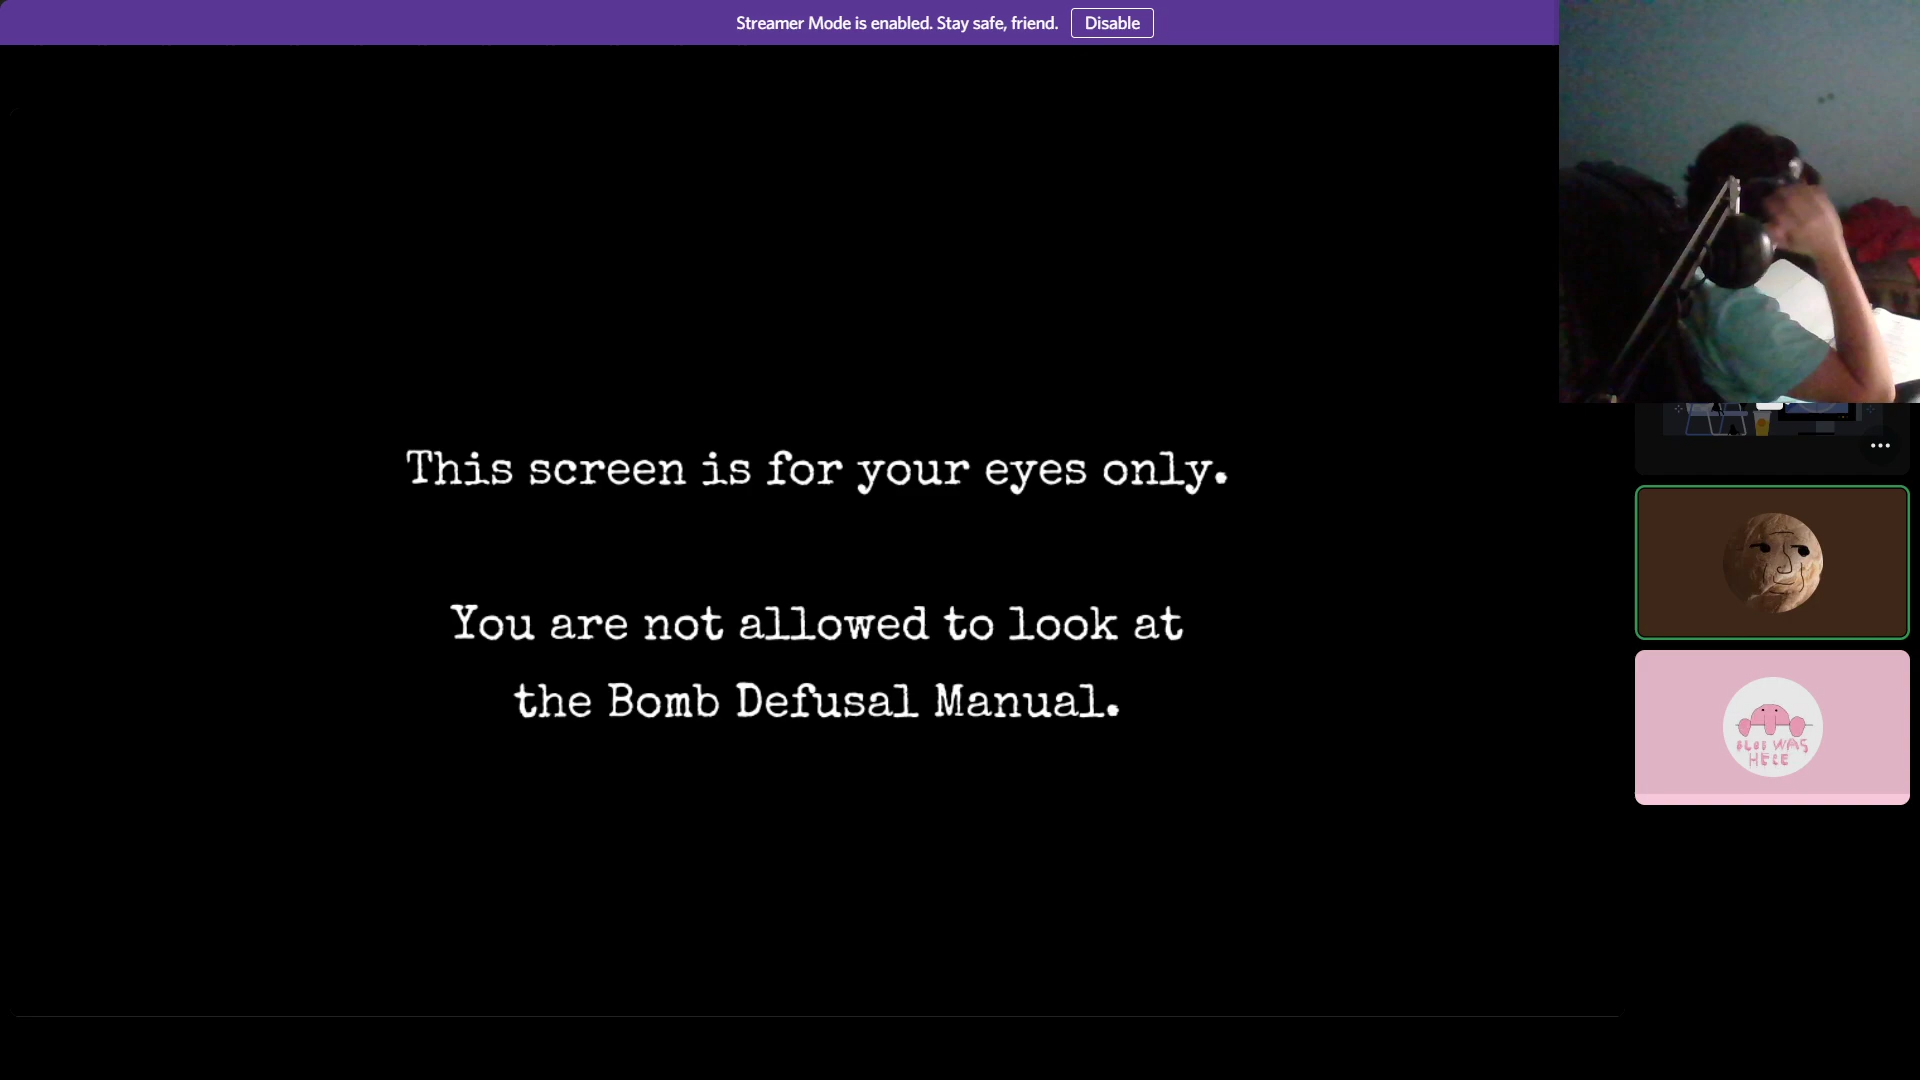 Streamer Mode is enabled. Stay safe, friend. Disable
This screen is for your eyes only.
You are not allowed to look at
the Bomb Defusal Manual.
WAS
HERE